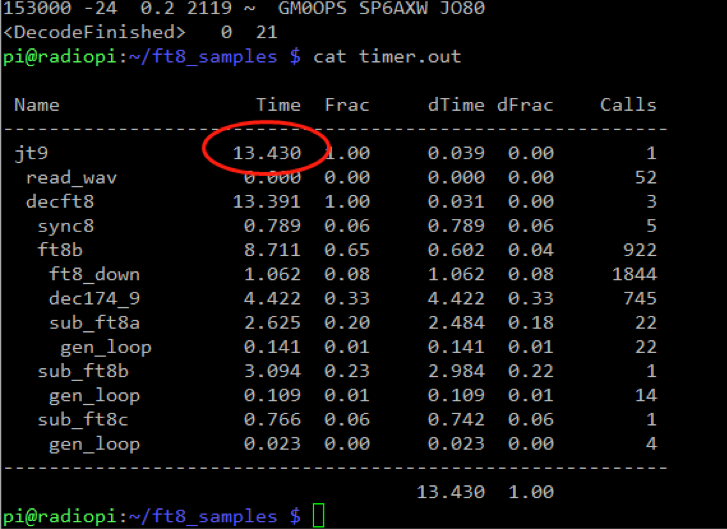 153000 -24  0.2 2119 ~  GM0OPS SP6AXW JO80
<DecodeFinished>   0  21
pi@radiopi:~/ft8_samples $ cat timer.out
Name                 Time  Frac     dTime dFrac    Calls
---------------------------------------------------------
jt9                13.430  1.00     0.039  0.00        1
 read_wav           0.000  0.00     0.000  0.00       52
 decft8            13.391  1.00     0.031  0.00        3
  sync8             0.789  0.06     0.789  0.06        5
  ft8b              8.711  0.65     0.602  0.04      922
   ft8_down         1.062  0.08     1.062  0.08     1844
   dec174_9         4.422  0.33     4.422  0.33      745
   sub_ft8a         2.625  0.20     2.484  0.18       22
    gen_loop        0.141  0.01     0.141  0.01       22
  sub_ft8b          3.094  0.23     2.984  0.22        1
   gen_loop         0.109  0.01     0.109  0.01       14
  sub_ft8c          0.766  0.06     0.742  0.06        1
   gen_loop         0.023  0.00     0.023  0.00        4
---------------------------------------------------------
                                   13.430  1.00
pi@radiopi:~/ft8_samples $